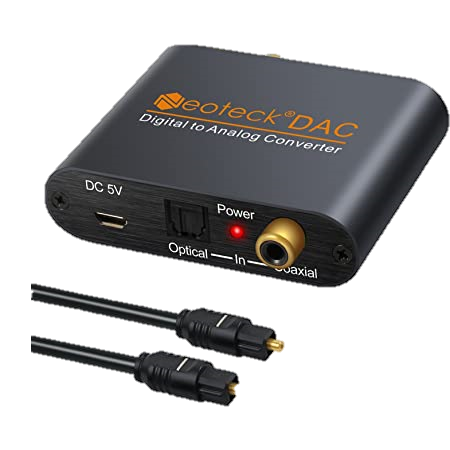 Neoteck® DAC
Digital to Analog Converter
DC 5V
Power
Optical — In — Coaxial